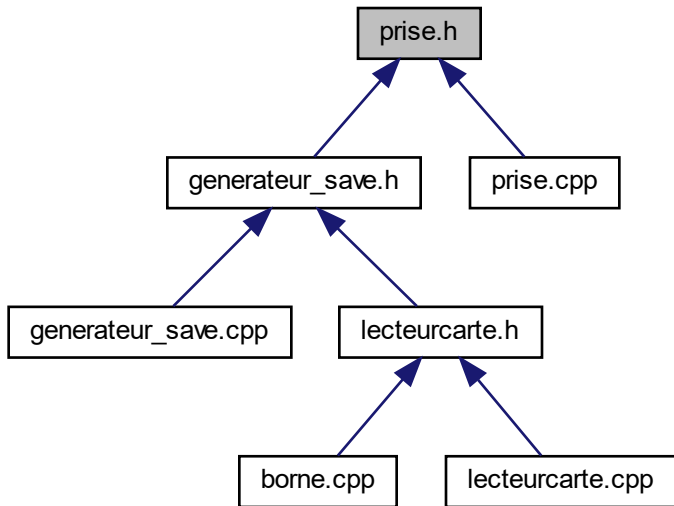 prise.h
generateur_save.h
prise.cpp
generateur_save.cpp
lecteurcarte.h
borne.cpp
lecteurcarte.cpp